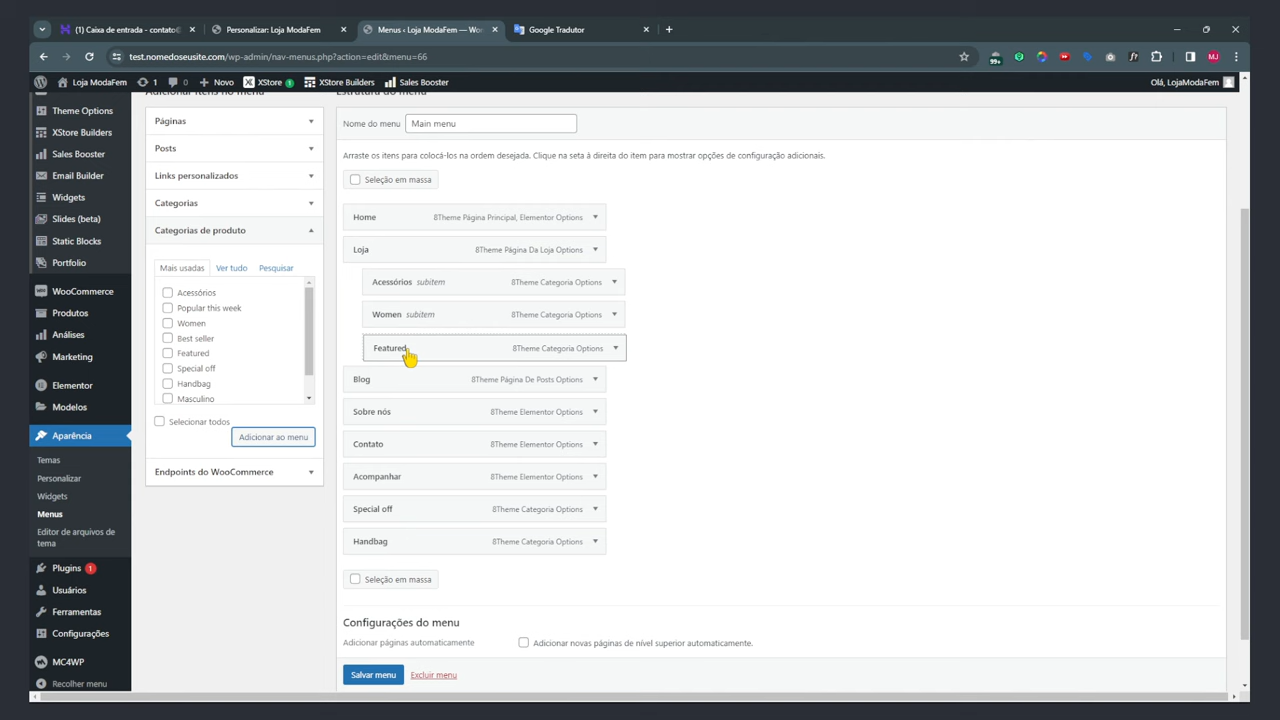 (1) Caixa de entrada - contato@
Personalizar: Loja ModaFem
Menus ‹ Loja ModaFem — Woo
Google Tradutor
test.nomedoseusite.com/wp-admin/nav-menus.php?action=edit&menu=66
99+
MJ
Loja ModaFem
1
0
Novo
XStore
1
XStore Builders
Sales Booster
Olá, LojaModaFem
Theme Options
XStore Builders
Sales Booster
Email Builder
Widgets
Slides (beta)
Static Blocks
Portfolio
WooCommerce
Produtos
Análises
Marketing
Elementor
Modelos
Aparência
Temas
Personalizar
Widgets
Menus
Editor de arquivos de
tema
Plugins 1
Usuários
Ferramentas
Configurações
MC4WP
Recolher menu
Adicionar itens no menu
Páginas
Posts
Links personalizados
Categorias
Categorias de produto
Mais usadas
Ver tudo
Pesquisar
Acessórios
Popular this week
Women
Best seller
Featured
Special off
Handbag
Masculino
Selecionar todos
Adicionar ao menu
Endpoints do WooCommerce
Estrutura do menu
Nome do menu
Main menu
Arraste os itens para colocá-los na ordem desejada. Clique na seta à direita do item para mostrar opções de configuração adicionais.
Seleção em massa
Home 8Theme Página Principal, Elementor Options
Loja 8Theme Página Da Loja Options
Acessórios subitem 8Theme Categoria Options
Women subitem 8Theme Categoria Options
Featured 8Theme Categoria Options
Blog 8Theme Página De Posts Options
Sobre nós 8Theme Elementor Options
Contato 8Theme Elementor Options
Acompanhar 8Theme Elementor Options
Special off 8Theme Categoria Options
Handbag 8Theme Categoria Options
Seleção em massa
Configurações do menu
Adicionar páginas automaticamente
Adicionar novas páginas de nível superior automaticamente.
Salvar menu
Excluir menu